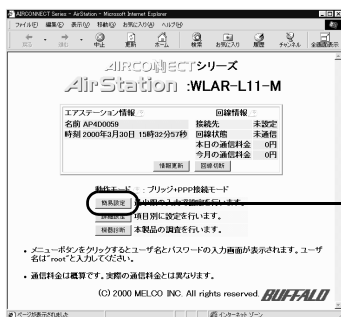 AIRCONNECT Series - AirStation - Microsoft Internet Explorer
ファイル(F) 編集(E) 表示(V) 移動(G) お気に入り(A) ヘルプ(H)
戻る 進む 中止 更新 ホーム 検索 お気に入り 履歴 チャンネル 全画面表示
AIRCONNECTシリーズ
AirStation :WLAR-L11-M
エアステーション情報 回線情報
名前 AP4D0059 接続先 未設定
時刻 2000年3月30日 15時32分57秒 回線状態 未通信
本日の通信料金 0円
今月の通信料金 0円
情報更新 回線切断
動作モード : ブリッジ+PPP接続モード
簡易設定 最小限の入力で設定を行います。
詳細設定 項目別に設定を行います。
機器診断 本製品の調査を行います。
• メニューボタンをクリックするとユーザ名とパスワードの入力画面が表示されます。ユーザ
名は"root"と入力してください。
• 通信料金は概算です。実際の通信料金とは異なります。
(C) 2000 MELCO INC. All rights reserved. BUFFALO
ページが表示されました インターネット ゾーン